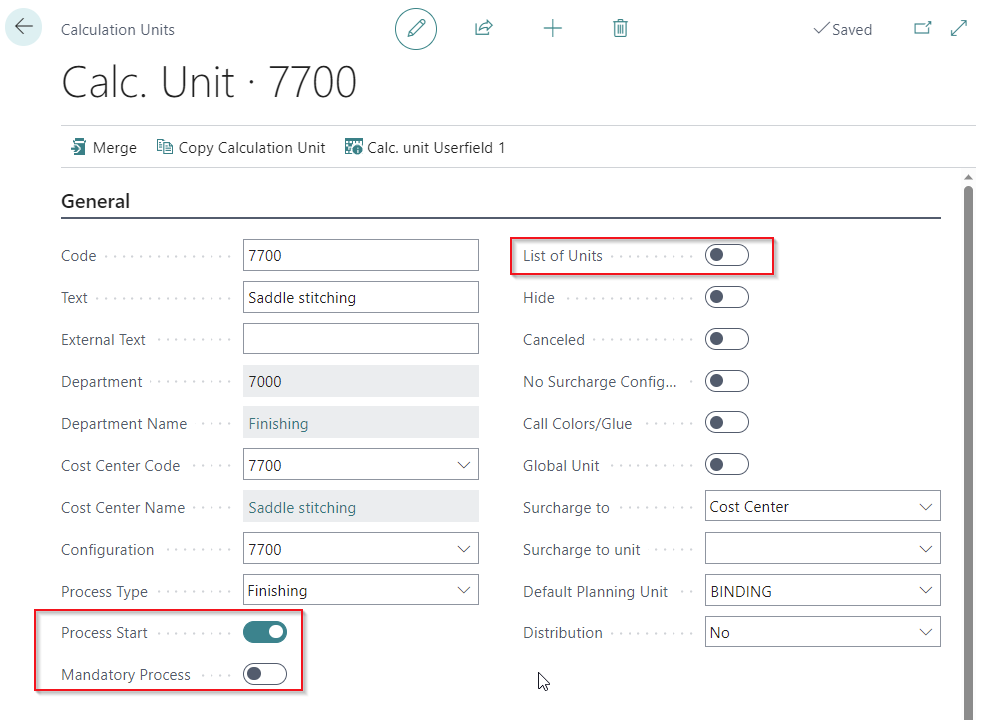 Calculation Units
Saved
Calc. Unit · 7700
Merge
Copy Calculation Unit
Calc. unit Userfield 1
General
Code
7700
Text
Saddle stitching
External Text
Department
7000
Department Name
Finishing
Cost Center Code
7700
Cost Center Name
Saddle stitching
Configuration
7700
Process Type
Finishing
Process Start
Mandatory Process
List of Units
Hide
Canceled
No Surcharge Config...
Call Colors/Glue
Global Unit
Surcharge to
Cost Center
Surcharge to unit
Default Planning Unit
BINDING
Distribution
No